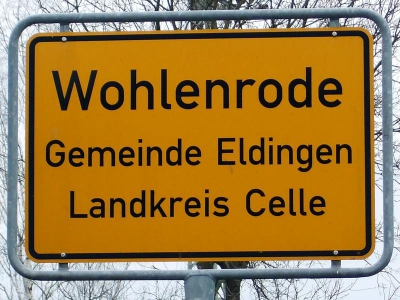 Wohlenrode
Gemeinde Eldingen
Landkreis Celle